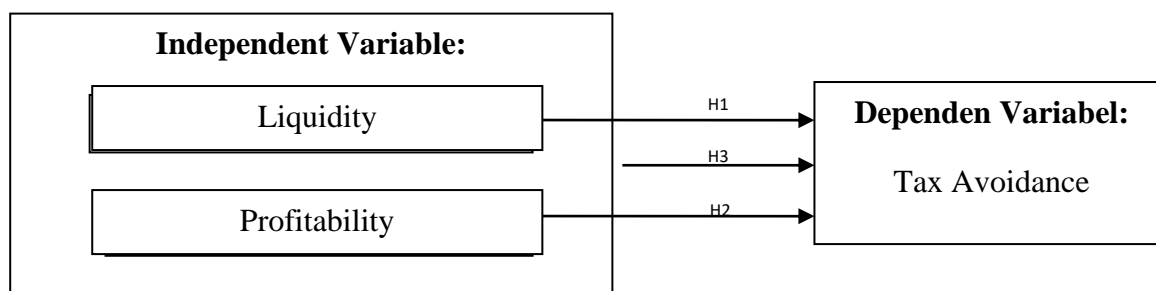 Independent Variable:
Liquidity
Profitability
H1
H3
H2
Dependen Variabel:
Tax Avoidance